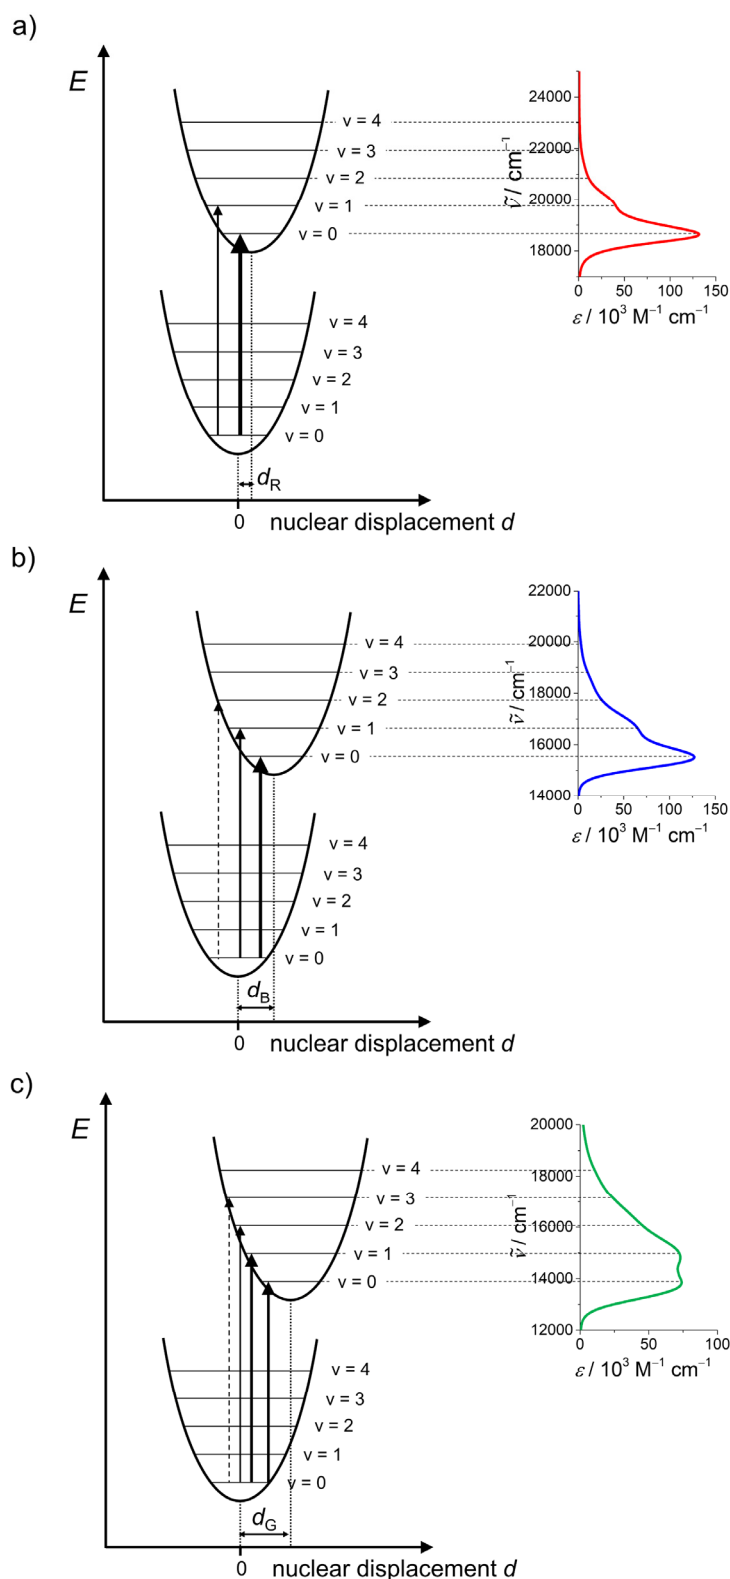 a)
E
v = 4
v = 3
v = 2
v = 1
v = 0
v = 4
v = 3
v = 2
v = 1
v = 0
dR
0
nuclear displacement d
24000
22000
20000
18000
ṽ / cm⁻¹
0 50 100 150
ε / 10³ M⁻¹ cm⁻¹
b)
E
v = 4
v = 3
v = 2
v = 1
v = 0
v = 4
v = 3
v = 2
v = 1
v = 0
dB
0
nuclear displacement d
22000
20000
18000
16000
14000
ṽ / cm⁻¹
0 50 100 150
ε / 10³ M⁻¹ cm⁻¹
c)
E
v = 4
v = 3
v = 2
v = 1
v = 0
v = 4
v = 3
v = 2
v = 1
v = 0
dG
0
nuclear displacement d
20000
18000
16000
14000
12000
ṽ / cm⁻¹
0 50 100
ε / 10³ M⁻¹ cm⁻¹